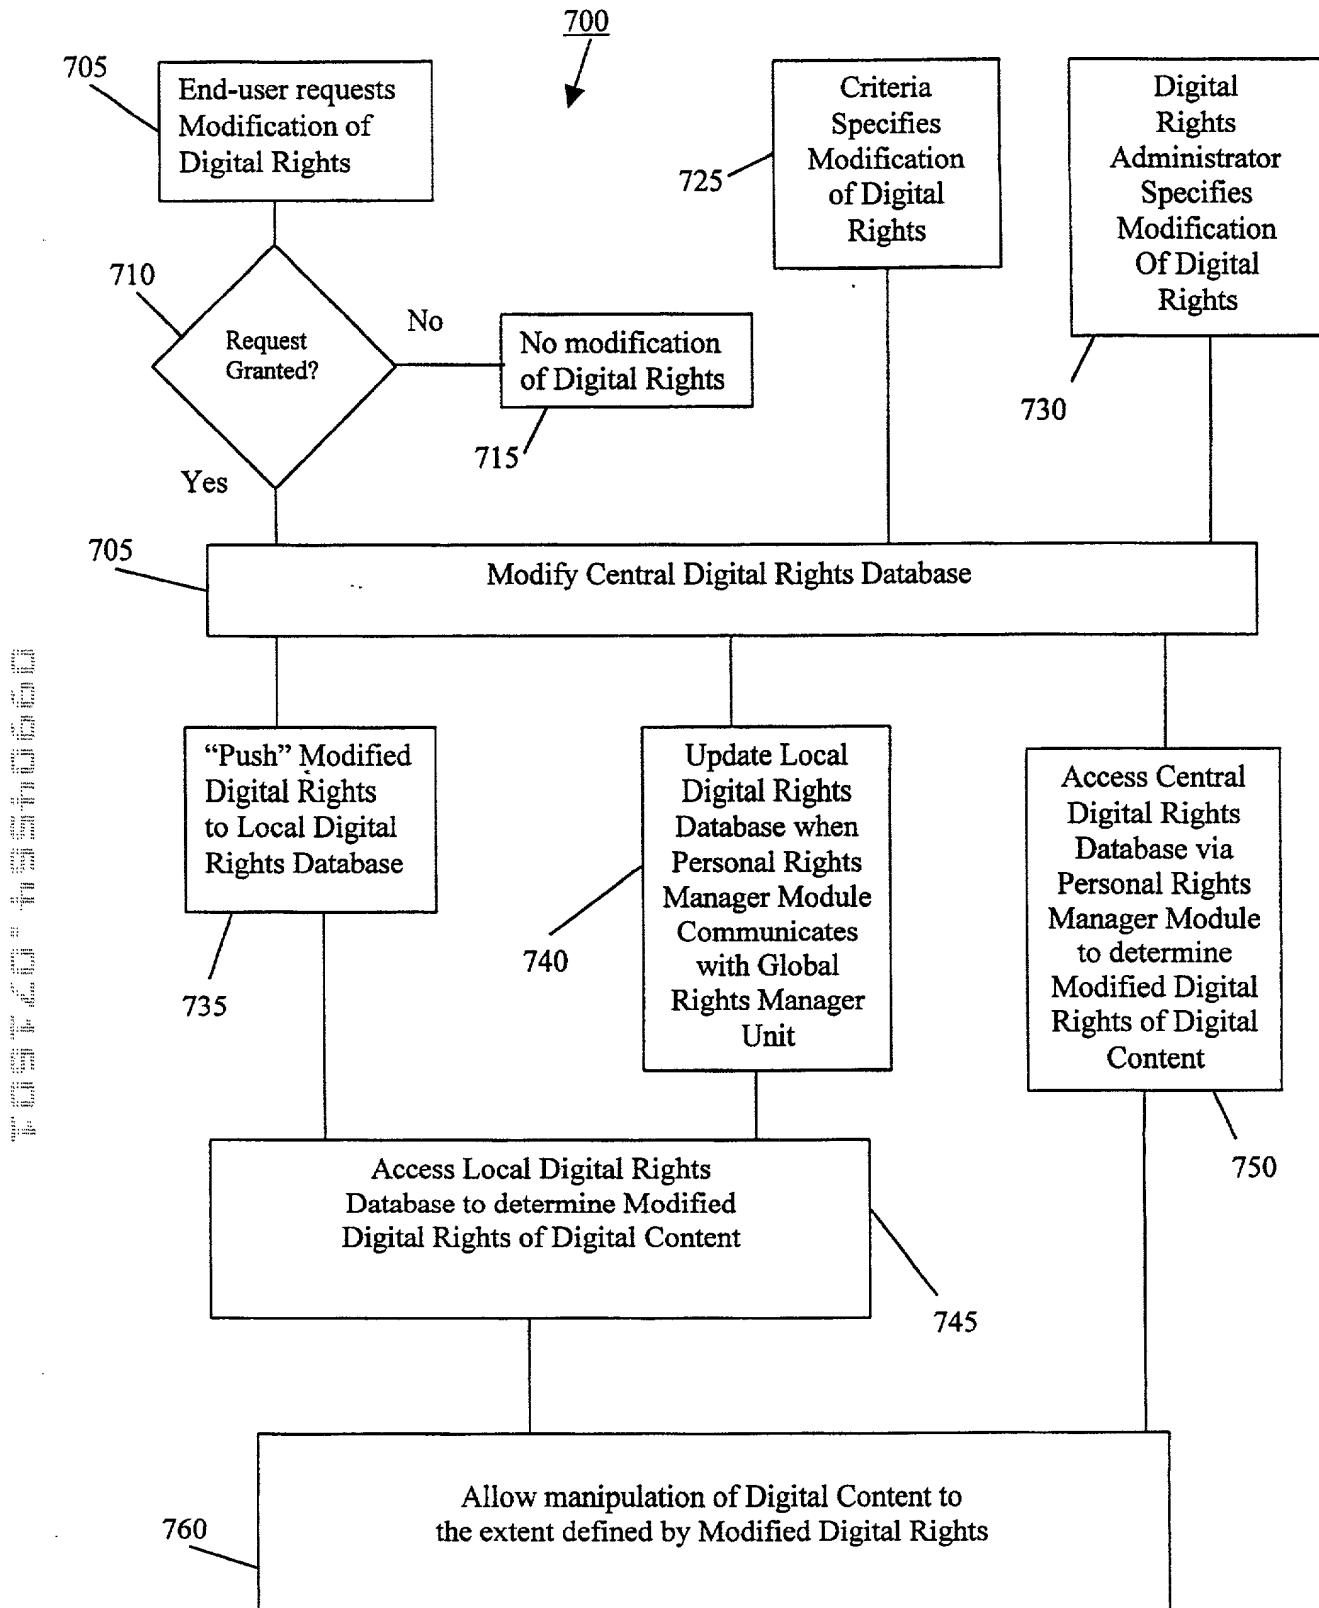 700
705
End-user requests
Modification of
Digital Rights
Criteria
Specifies
Modification
of Digital
Rights
725
Digital
Rights
Administrator
Specifies
Modification
Of Digital
Rights
730
710
Request
Granted?
No
No modification
of Digital Rights
715
Yes
705
Modify Central Digital Rights Database
"Push" Modified
Digital Rights
to Local Digital
Rights Database
735
Update Local
Digital Rights
Database when
Personal Rights
Manager Module
Communicates
with Global
Rights Manager
Unit
740
Access Central
Digital Rights
Database via
Personal Rights
Manager Module
to determine
Modified Digital
Rights of Digital
Content
750
Access Local Digital Rights
Database to determine Modified
Digital Rights of Digital Content
745
Allow manipulation of Digital Content to
the extent defined by Modified Digital Rights
760